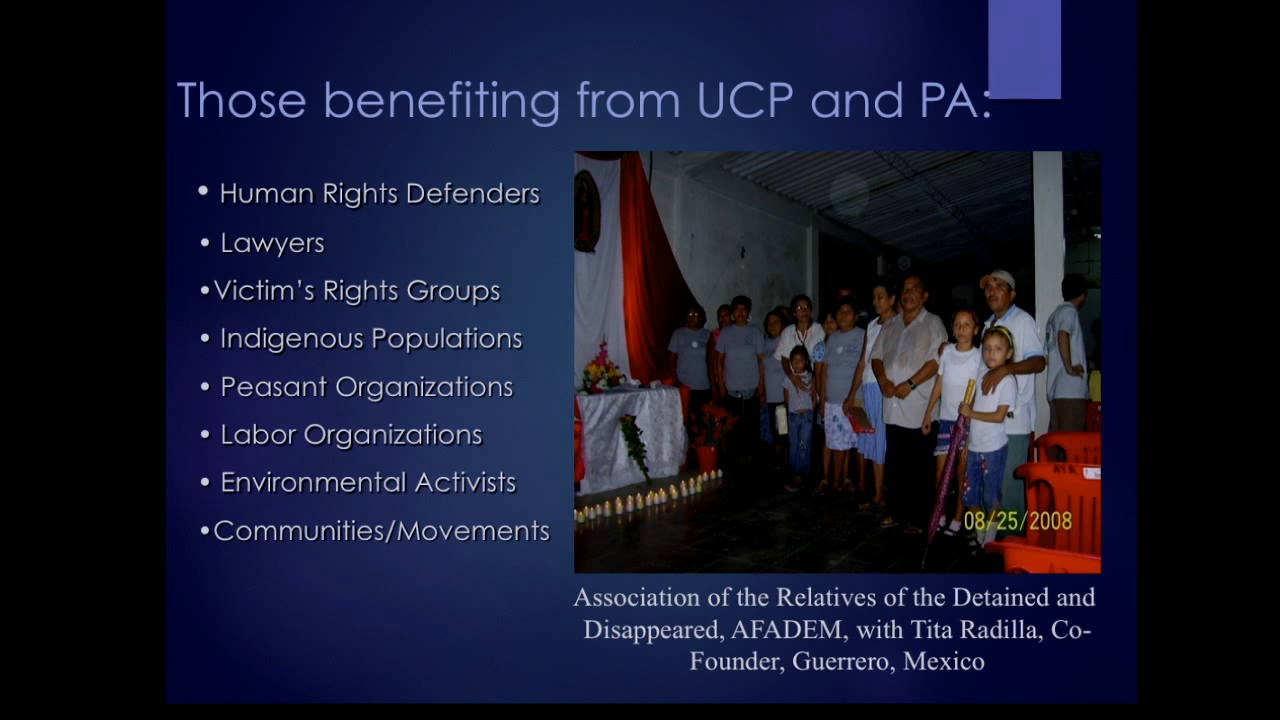 Those benefiting from UCP and PA:
• Human Rights Defenders
• Lawyers
•Victim’s Rights Groups
• Indigenous Populations
• Peasant Organizations
• Labor Organizations
• Environmental Activists
•Communities/Movements
08/25/2008
Association of the Relatives of the Detained and
Disappeared, AFADEM, with Tita Radilla, Co-
Founder, Guerrero, Mexico